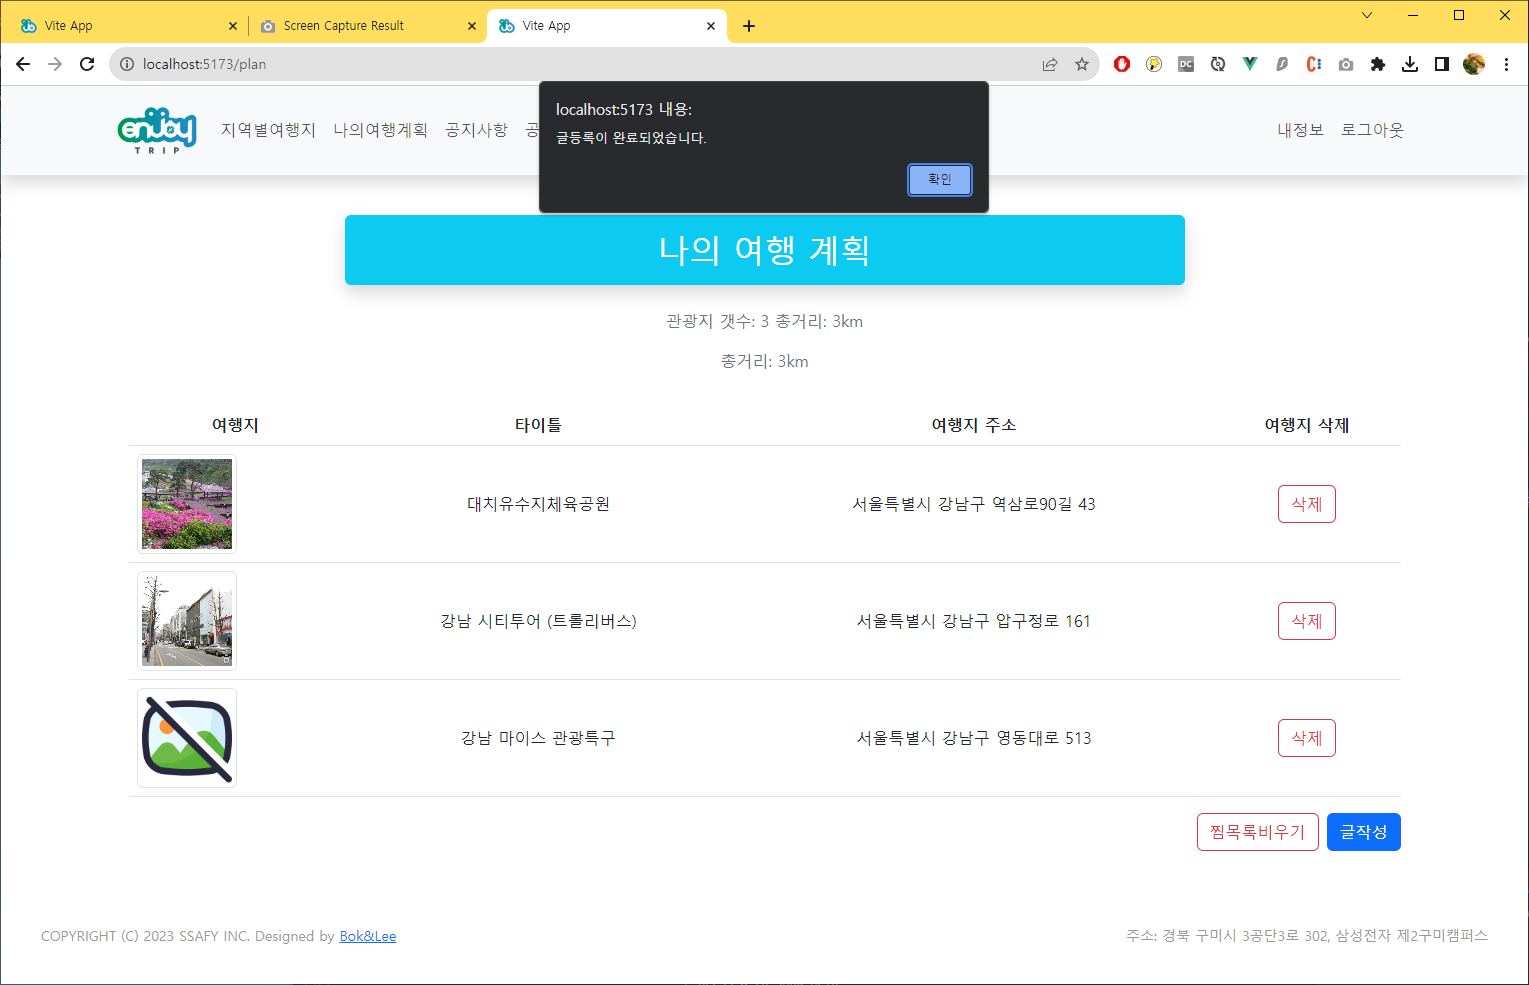 Vite App
Screen Capture Result
Vite App
localhost:5173/plan
enjoy
TRIP
지역별여행지 나의여행계획 공지사항 공
내정보 로그아웃
localhost:5173 내용:
글등록이 완료되었습니다.
확인
나의 여행 계획
관광지 갯수: 3 총거리: 3km
총거리: 3km
여행지 타이틀 여행지 주소 여행지 삭제
대치유수지체육공원 서울특별시 강남구 역삼로90길 43 삭제
강남 시티투어 (트롤리버스) 서울특별시 강남구 압구정로 161 삭제
강남 마이스 관광특구 서울특별시 강남구 영동대로 513 삭제
찜목록비우기 글작성
COPYRIGHT (C) 2023 SSAFY INC. Designed by Bok&Lee
주소: 경북 구미시 3공단3로 302, 삼성전자 제2구미캠퍼스